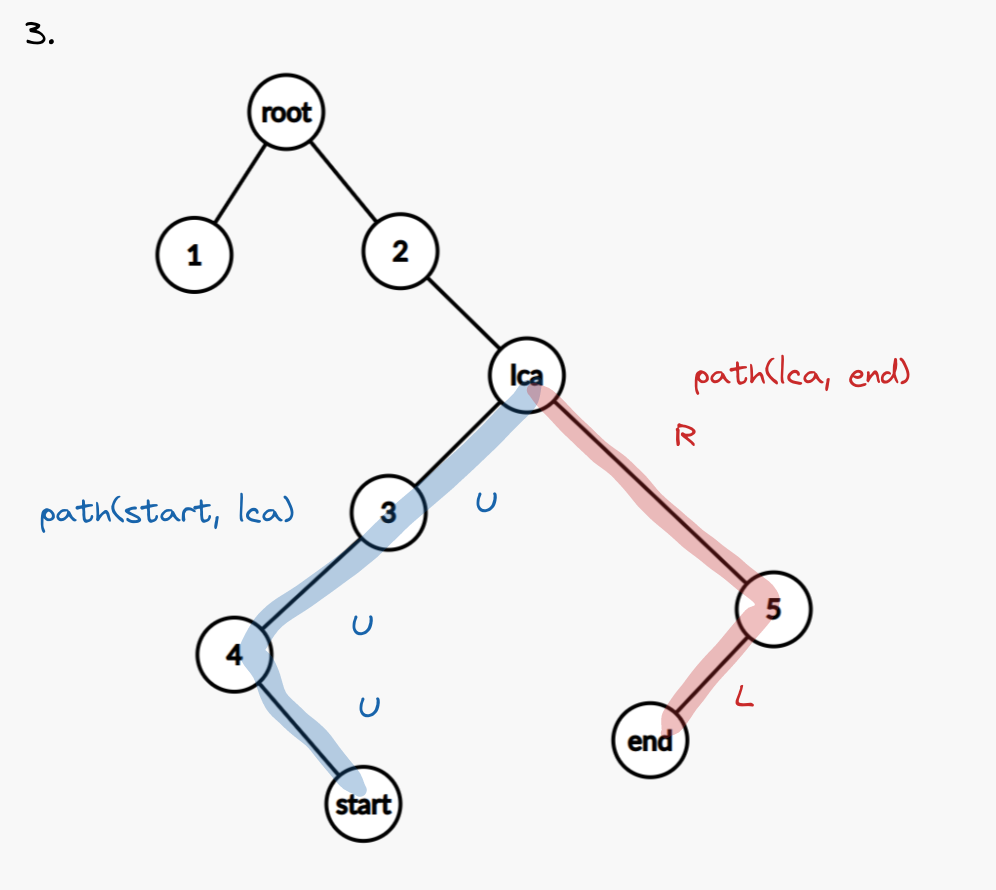 3.
root
1
2
lca
path(lca, end)
R
3
U
path(start, lca)
5
4
U
L
U
end
start